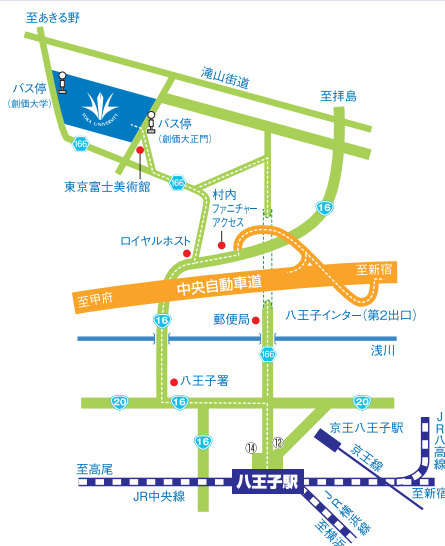 至あきる野
滝山街道
バス停
(創価大学)
SOKA UNIVERSITY
至拝島
バス停
(創価大正門)
166
東京富士美術館
166
村内
ファニチャー
アクセス
16
ロイヤルホスト
至新宿
中央自動車道
至甲府
八王子インター(第2出口)
16
郵便局
浅川
166
八王子署
20
16
20
16
京王八王子駅
JR八高線
⑭
⑫
京王線
至高尾
八王子駅
JR中央線
至新宿
JR横浜線
至横浜